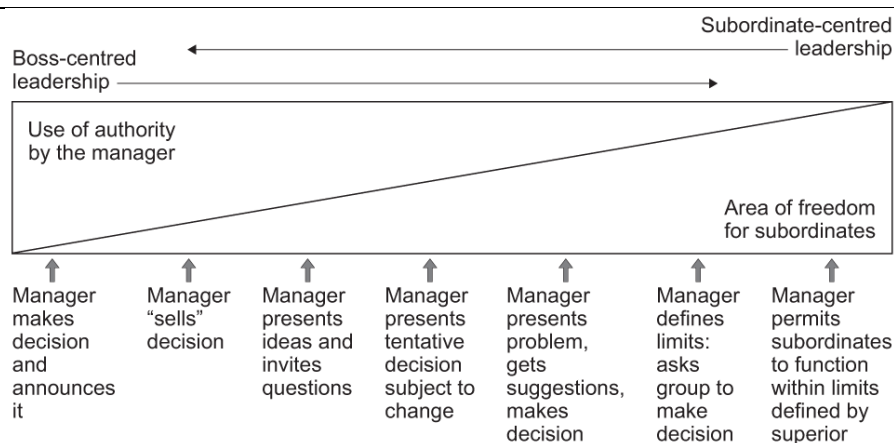 Subordinate-centred
leadership
Boss-centred
leadership
Use of authority
by the manager
Area of freedom
for subordinates
Manager
makes
decision
and
announces
it
Manager
“sells”
decision
Manager
presents
ideas and
invites
questions
Manager
presents
tentative
decision
subject to
change
Manager
presents
problem,
gets
suggestions,
makes
decision
Manager
defines
limits:
asks
group to
make
decision
Manager
permits
subordinates
to function
within limits
defined by
superior